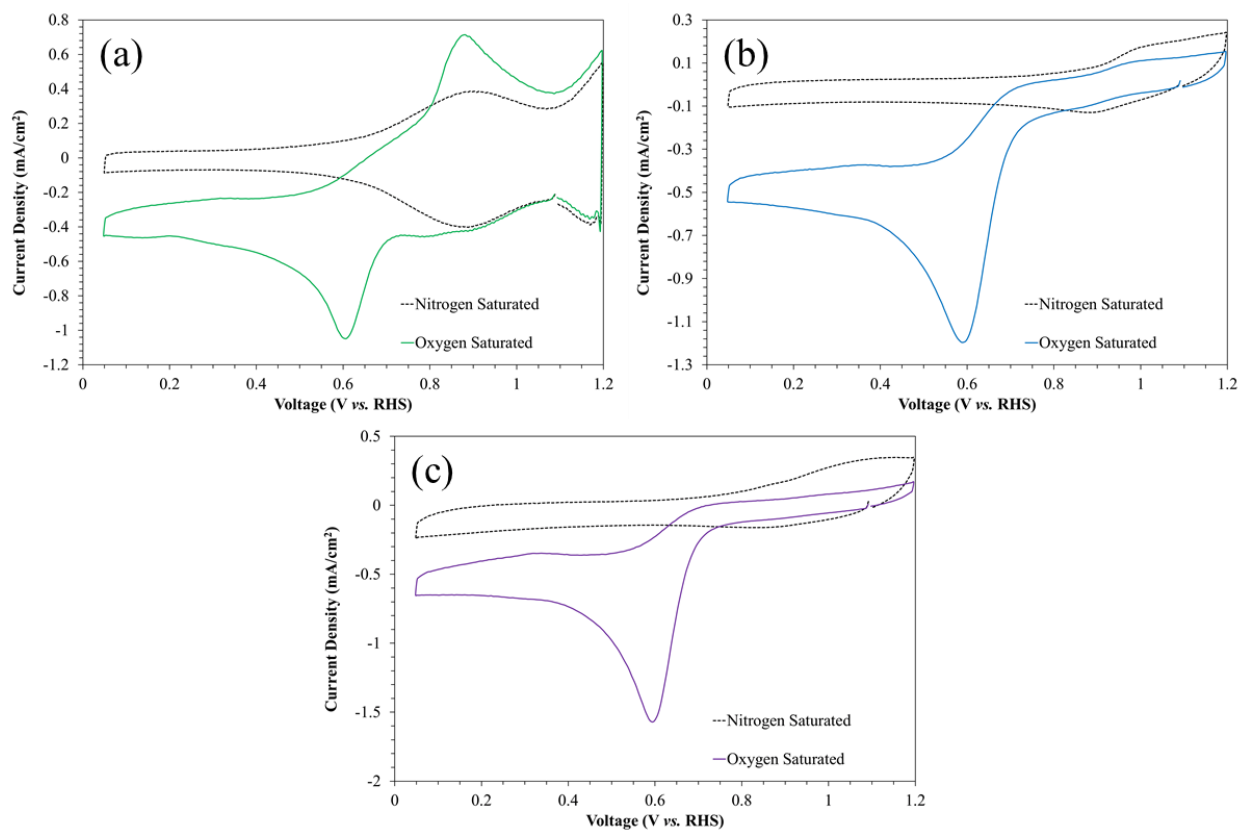 (a)
0.8
0.6
0.4
0.2
0
-0.2
-0.4
-0.6
-0.8
-1
-1.2
Current Density (mA/cm²)
Nitrogen Saturated
Oxygen Saturated
0 0.2 0.4 0.6 0.8 1 1.2
Voltage (V vs. RHS)
(b)
0.3
0.1
-0.1
-0.3
-0.5
-0.7
-0.9
-1.1
-1.3
Current Density (mA/cm²)
Nitrogen Saturated
Oxygen Saturated
0 0.2 0.4 0.6 0.8 1 1.2
Voltage (V vs. RHS)
(c)
0.5
0
-0.5
-1
-1.5
-2
Current Density (mA/cm²)
Nitrogen Saturated
Oxygen Saturated
0 0.2 0.4 0.6 0.8 1 1.2
Voltage (V vs. RHS)